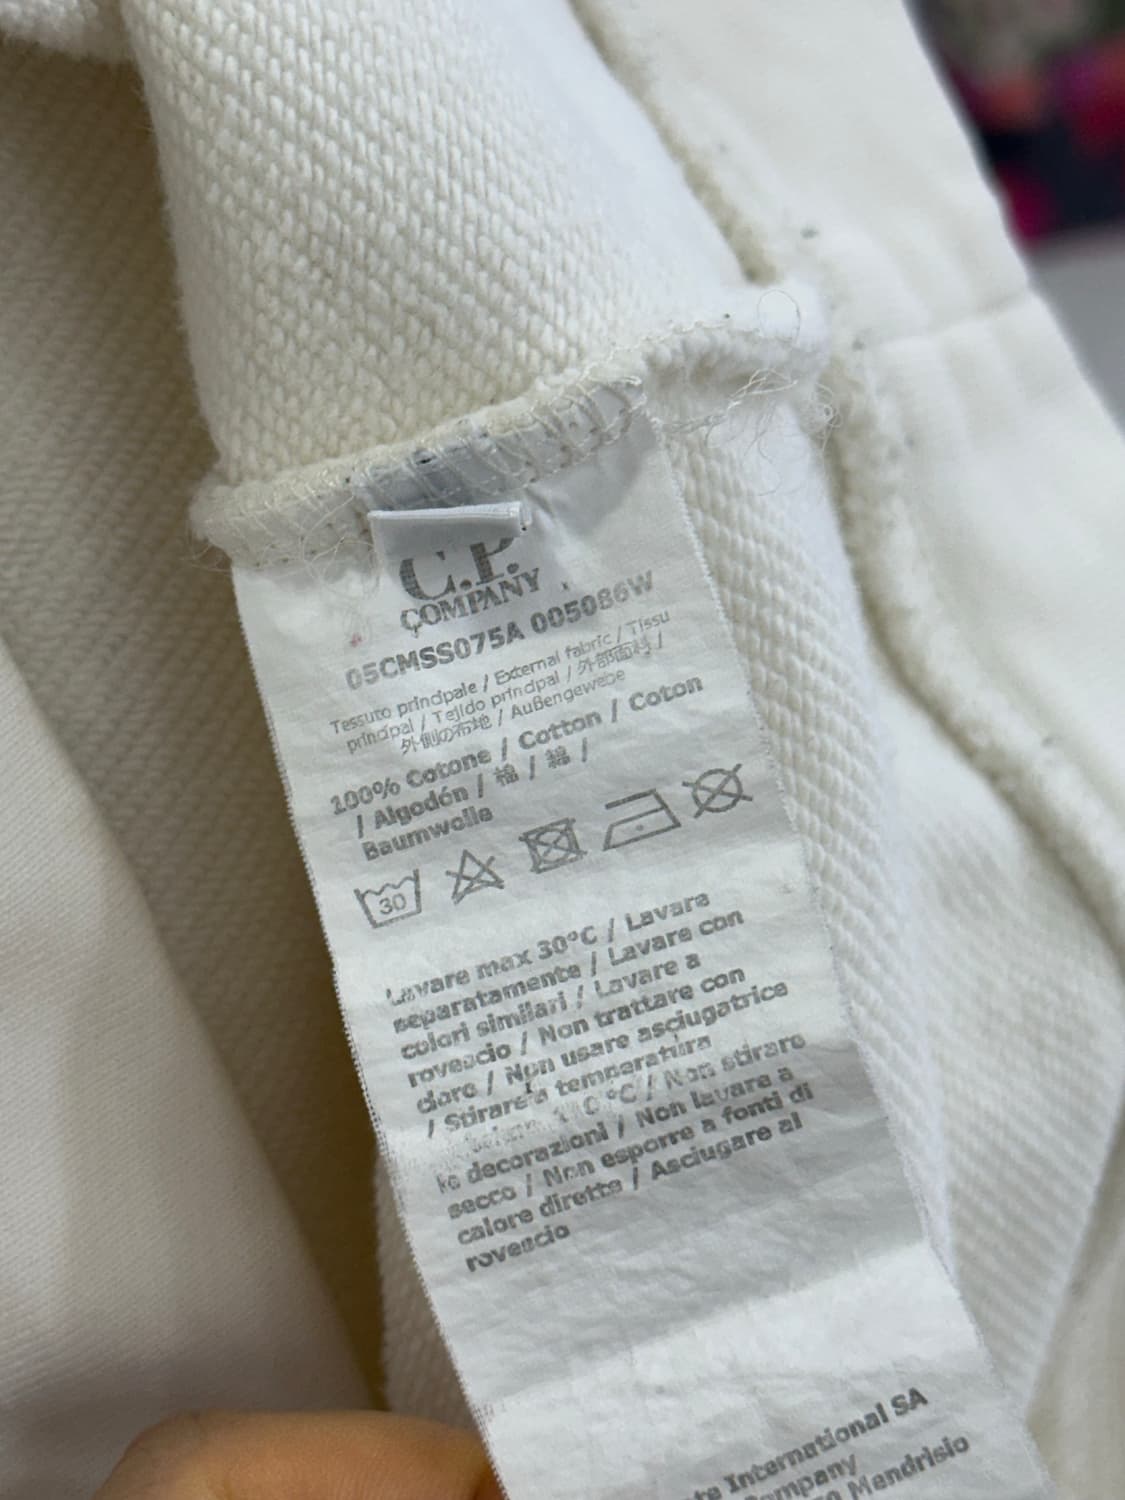 C.P.
COMPANY
05CMSS075A 005086W
Tessuto principale / External fabric / Tissu
principal / Tejido principal / 外部面料 /
外側の布地 / Außengewebe
100% Cotone / Cotton / Coton
/ Algodón / 棉 / 綿 /
Baumwolle
30
Lavare max 30°C / Lavare
separatamente / Lavare con
colori similari / Lavare a
rovescio / Non trattare con
cloro / Non usare asciugatrice
/ Stirare a temperatura
110 °C / Non stirare
le decorazioni / Non lavare a
secco / Non esporre a fonti di
calore dirette / Asciugare al
rovescio
International SA
Company
Mendrisio